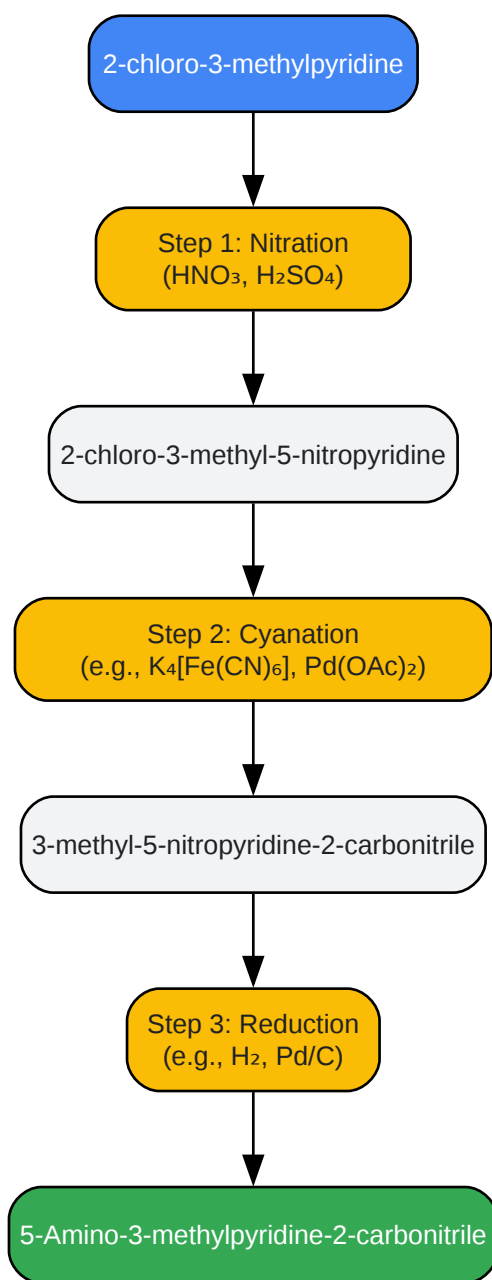 2-chloro-3-methylpyridine
Step 1: Nitration
(HNO₃, H₂SO₄)
2-chloro-3-methyl-5-nitropyridine
Step 2: Cyanation
(e.g., K₄[Fe(CN)₆], Pd(OAc)₂)
3-methyl-5-nitropyridine-2-carbonitrile
Step 3: Reduction
(e.g., H₂, Pd/C)
5-Amino-3-methylpyridine-2-carbonitrile